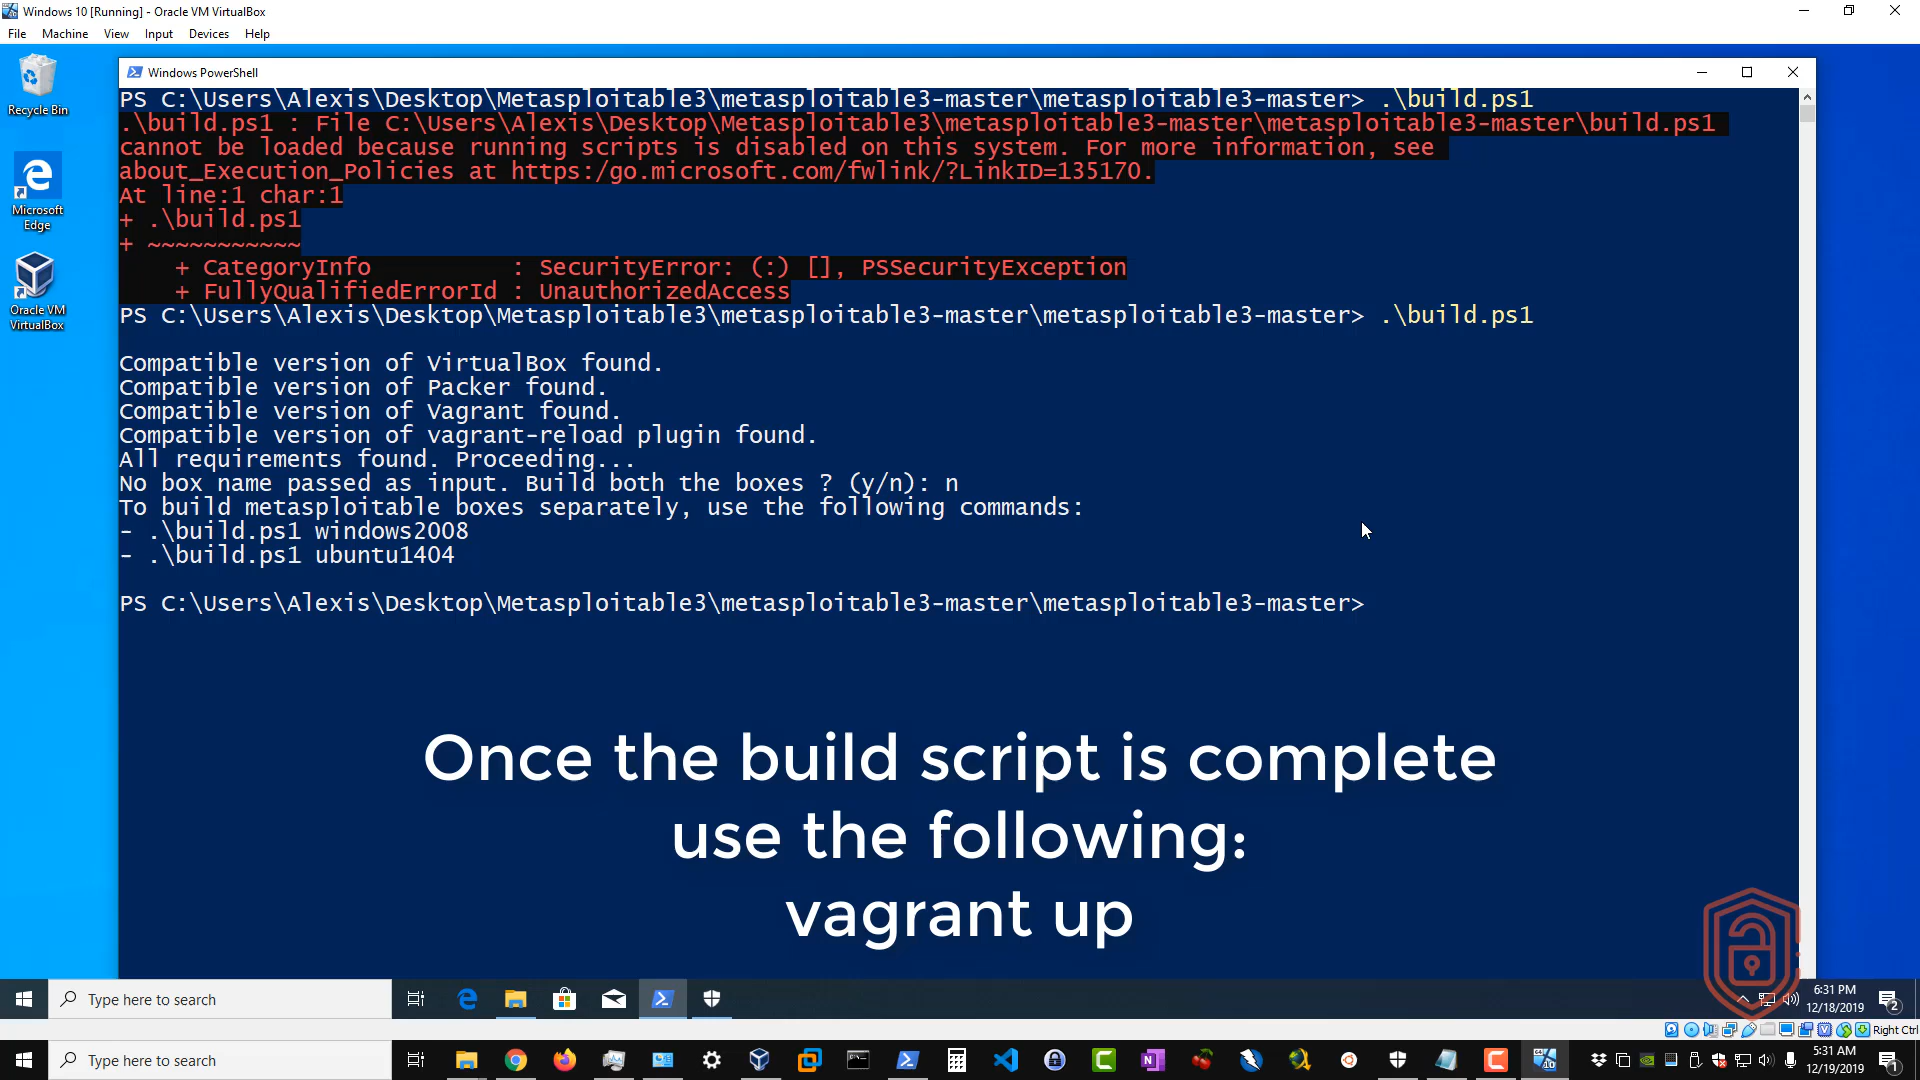 Windows 10 [Running] - Oracle VM VirtualBox
File Machine View Input Devices Help
Recycle Bin
Microsoft
Edge
Oracle VM
VirtualBox
Windows PowerShell
PS C:\Users\Alexis\Desktop\Metasploitable3\metasploitable3-master\metasploitable3-master> .\build.ps1
.\build.ps1 : File C:\Users\Alexis\Desktop\Metasploitable3\metasploitable3-master\metasploitable3-master\build.ps1
cannot be loaded because running scripts is disabled on this system. For more information, see
about_Execution_Policies at https:/go.microsoft.com/fwlink/?LinkID=135170.
At line:1 char:1
+ .\build.ps1
+ ~~~~~~~~~~~
+ CategoryInfo : SecurityError: (:) [], PSSecurityException
+ FullyQualifiedErrorId : UnauthorizedAccess
PS C:\Users\Alexis\Desktop\Metasploitable3\metasploitable3-master\metasploitable3-master> .\build.ps1
Compatible version of VirtualBox found.
Compatible version of Packer found.
Compatible version of Vagrant found.
Compatible version of vagrant-reload plugin found.
All requirements found. Proceeding...
No box name passed as input. Build both the boxes ? (y/n): n
To build metasploitable boxes separately, use the following commands:
- .\build.ps1 windows2008
- .\build.ps1 ubuntu1404
PS C:\Users\Alexis\Desktop\Metasploitable3\metasploitable3-master\metasploitable3-master>
Once the build script is complete
use the following:
vagrant up
Type here to search
6:31 PM
12/18/2019
2
Right Ctrl
Type here to search
5:31 AM
12/19/2019
1